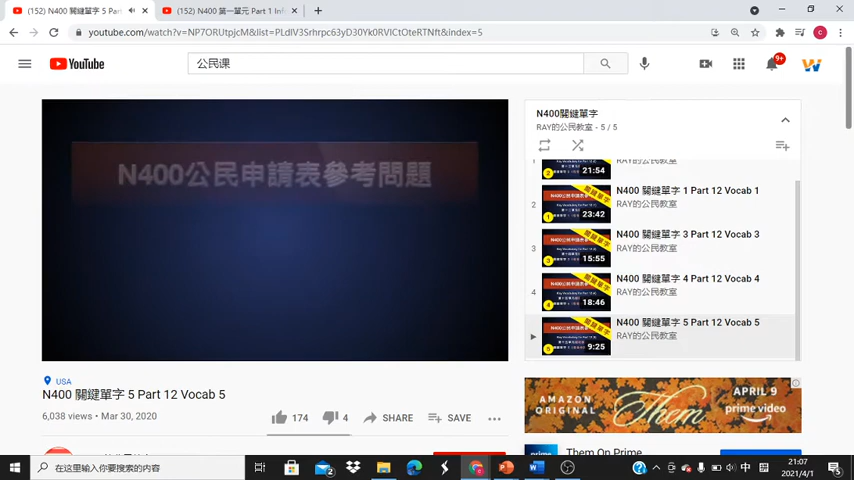 (152) N400 關鍵單字 5 Part
(152) N400 第一單元 Part 1 Inf
youtube.com/watch?v=NP7ORUtpjcM&list=PLdIV3Srhrpc63yD30Yk0RVICtOteRTNft&index=5
YouTube
公民课
9+
N400公民申請表參考問題
N400關鍵單字
RAY的公民教室 - 5 / 5
21:54
RAY的公民教室
2
N400 關鍵單字 1 Part 12 Vocab 1
RAY的公民教室
23:42
3
N400 關鍵單字 3 Part 12 Vocab 3
RAY的公民教室
15:55
4
N400 關鍵單字 4 Part 12 Vocab 4
RAY的公民教室
18:46
N400 關鍵單字 5 Part 12 Vocab 5
RAY的公民教室
9:25
USA
N400 關鍵單字 5 Part 12 Vocab 5
6,038 views • Mar 30, 2020
174
4
SHARE
SAVE
AMAZON ORIGINAL
Them
APRIL 9
prime video
Them On Prime
在这里输入你要搜索的内容
中
21:07
2021/4/1